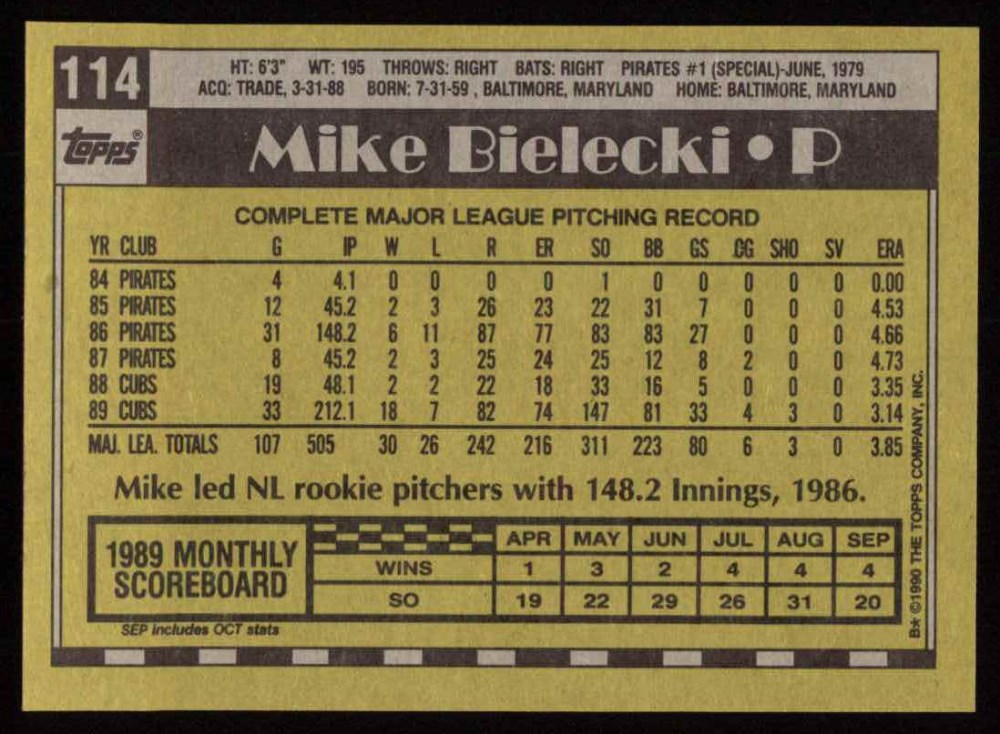 114
HT: 6'3" WT: 195 THROWS: RIGHT BATS: RIGHT PIRATES #1 (SPECIAL)-JUNE, 1979
ACQ: TRADE, 3-31-88 BORN: 7-31-59 , BALTIMORE, MARYLAND HOME: BALTIMORE, MARYLAND
topps®
Mike Bielecki • P
COMPLETE MAJOR LEAGUE PITCHING RECORD
YR CLUB G IP W L R ER SO BB GS CG SHO SV ERA
84 PIRATES 4 4.1 0 0 0 0 1 0 0 0 0 0 0.00
85 PIRATES 12 45.2 2 3 26 23 22 31 7 0 0 0 4.53
86 PIRATES 31 148.2 6 11 87 77 83 83 27 0 0 0 4.66
87 PIRATES 8 45.2 2 3 25 24 25 12 8 2 0 0 4.73
88 CUBS 19 48.1 2 2 22 18 33 16 5 0 0 0 3.35
89 CUBS 33 212.1 18 7 82 74 147 81 33 4 3 0 3.14
MAJ. LEA. TOTALS 107 505 30 26 242 216 311 223 80 6 3 0 3.85
Mike led NL rookie pitchers with 148.2 Innings, 1986.
1989 MONTHLY
SCOREBOARD
APR MAY JUN JUL AUG SEP
WINS 1 3 2 4 4 4
SO 19 22 29 26 31 20
SEP includes OCT stats
B* ©1990 THE TOPPS COMPANY, INC.